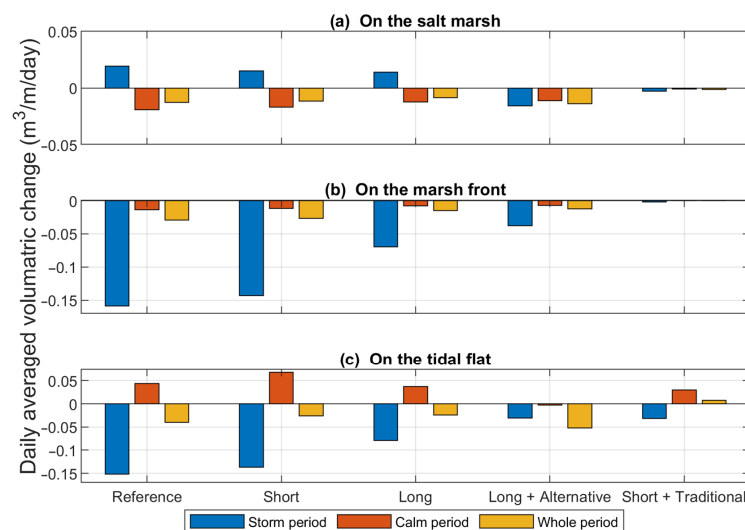 Daily averaged volumatric change (m³/m/day)
(a) On the salt marsh
0.05
0
−0.05
(b) On the marsh front
0
−0.05
−0.1
−0.15
(c) On the tidal flat
0.05
0
−0.05
−0.1
−0.15
Reference Short Long Long + Alternative Short + Traditional
Storm period Calm period Whole period